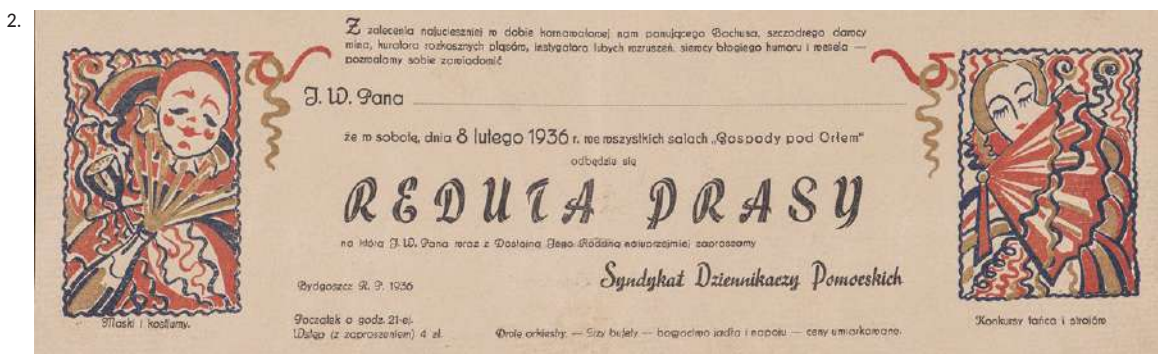 2.
Z zalecenia najucieszniej w dobie karnawałowej nam panującego Bachusa, szczodrego dawcy
wina, kuratora rozkosznych pląsów, instygatora lubych wzruszeń, siewcy błogiego humoru i wesela —
pozwalamy sobie zawiadomić
J. W. Pana
że w sobotę, dnia 8 lutego 1936 r. we wszystkich salach „Gospody pod Orłem”
odbędzie się
REDUTA PRASY
na którą J. W. Pana wraz z Dostojną Jego Rodziną najuprzejmiej zapraszamy
Syndykat Dziennikarzy Pomorskich
Bydgoszcz R. P. 1936
Maski i kostiumy.
Początek o godz. 21-ej.
Wstęp (z zaproszeniem) 4 zł.
orkiestry. — Trzy bufety — bogactwo jadła i napoju — ceny umiarkowane.
Konkursy tańca i strojów